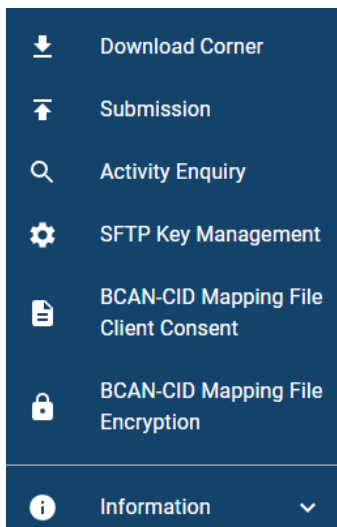 Download Corner
Submission
Activity Enquiry
SFTP Key Management
BCAN-CID Mapping File
Client Consent
BCAN-CID Mapping File
Encryption
Information